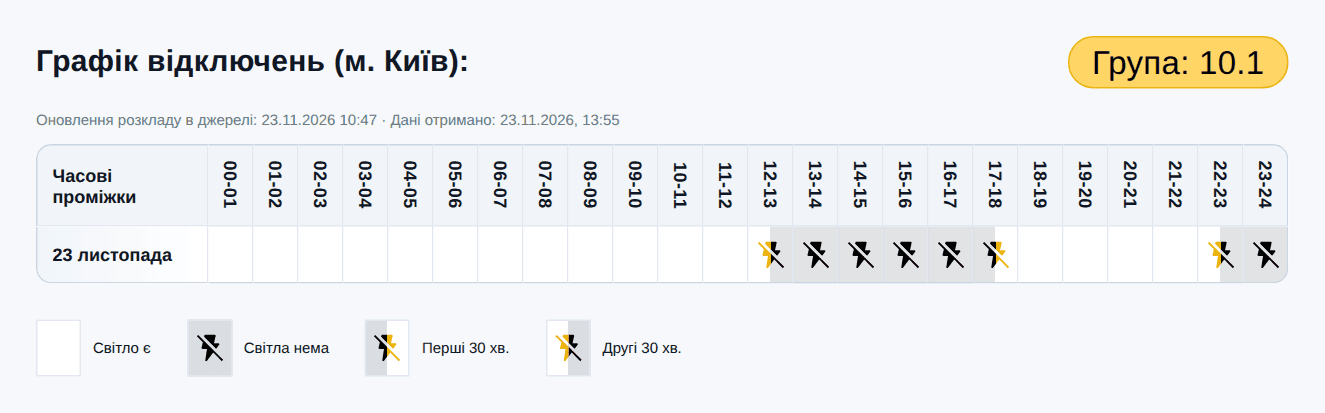 Графік відключень (м. Київ):
Група: 10.1
Оновлення розкладу в джерелі: 23.11.2026 10:47 · Дані отримано: 23.11.2026, 13:55
Часові
проміжки
00-01
01-02
02-03
03-04
04-05
05-06
06-07
07-08
08-09
09-10
10-11
11-12
12-13
13-14
14-15
15-16
16-17
17-18
18-19
19-20
20-21
21-22
22-23
23-24
23 листопада
Світло є
Світла нема
Перші 30 хв.
Другі 30 хв.